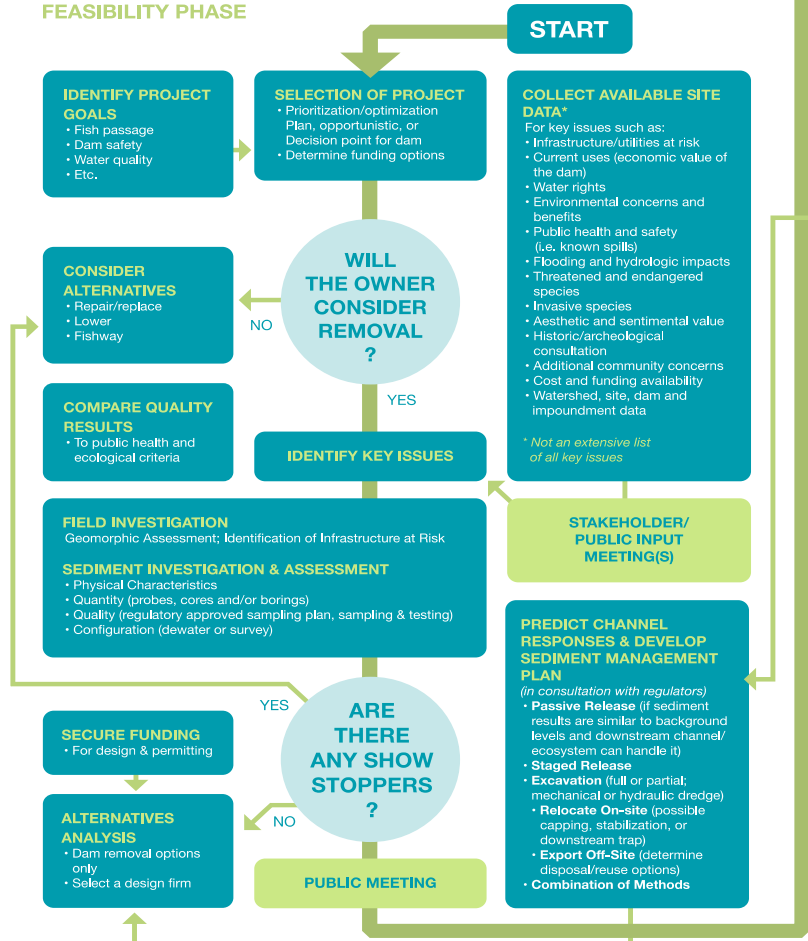 FEASIBILITY PHASE
START
IDENTIFY PROJECT
GOALS
• Fish passage
• Dam safety
• Water quality
• Etc.
SELECTION OF PROJECT
• Prioritization/optimization
Plan, opportunistic, or
Decision point for dam
• Determine funding options
COLLECT AVAILABLE SITE
DATA*
For key issues such as:
• Infrastructure/utilities at risk
• Current uses (economic value of
the dam)
• Water rights
• Environmental concerns and
benefits
• Public health and safety
(i.e. known spills)
• Flooding and hydrologic impacts
• Threatened and endangered
species
• Invasive species
• Aesthetic and sentimental value
• Historic/archeological
consultation
• Additional community concerns
• Cost and funding availability
• Watershed, site, dam and
impoundment data
* Not an extensive list
of all key issues
WILL
THE OWNER
CONSIDER
REMOVAL
?
NO
YES
CONSIDER
ALTERNATIVES
• Repair/replace
• Lower
• Fishway
COMPARE QUALITY
RESULTS
• To public health and
ecological criteria
IDENTIFY KEY ISSUES
STAKEHOLDER/
PUBLIC INPUT
MEETING(S)
FIELD INVESTIGATION
Geomorphic Assessment; Identification of Infrastructure at Risk
SEDIMENT INVESTIGATION & ASSESSMENT
• Physical Characteristics
• Quantity (probes, cores and/or borings)
• Quality (regulatory approved sampling plan, sampling & testing)
• Configuration (dewater or survey)
PREDICT CHANNEL
RESPONSES & DEVELOP
SEDIMENT MANAGEMENT
PLAN
(in consultation with regulators)
• Passive Release (if sediment
results are similar to background
levels and downstream channel/
ecosystem can handle it)
• Staged Release
• Excavation (full or partial;
mechanical or hydraulic dredge)
• Relocate On-site (possible
capping, stabilization, or
downstream trap)
• Export Off-Site (determine
disposal/reuse options)
• Combination of Methods
YES
ARE
THERE
ANY SHOW
STOPPERS
?
NO
SECURE FUNDING
• For design & permitting
ALTERNATIVES
ANALYSIS
• Dam removal options
only
• Select a design firm
PUBLIC MEETING